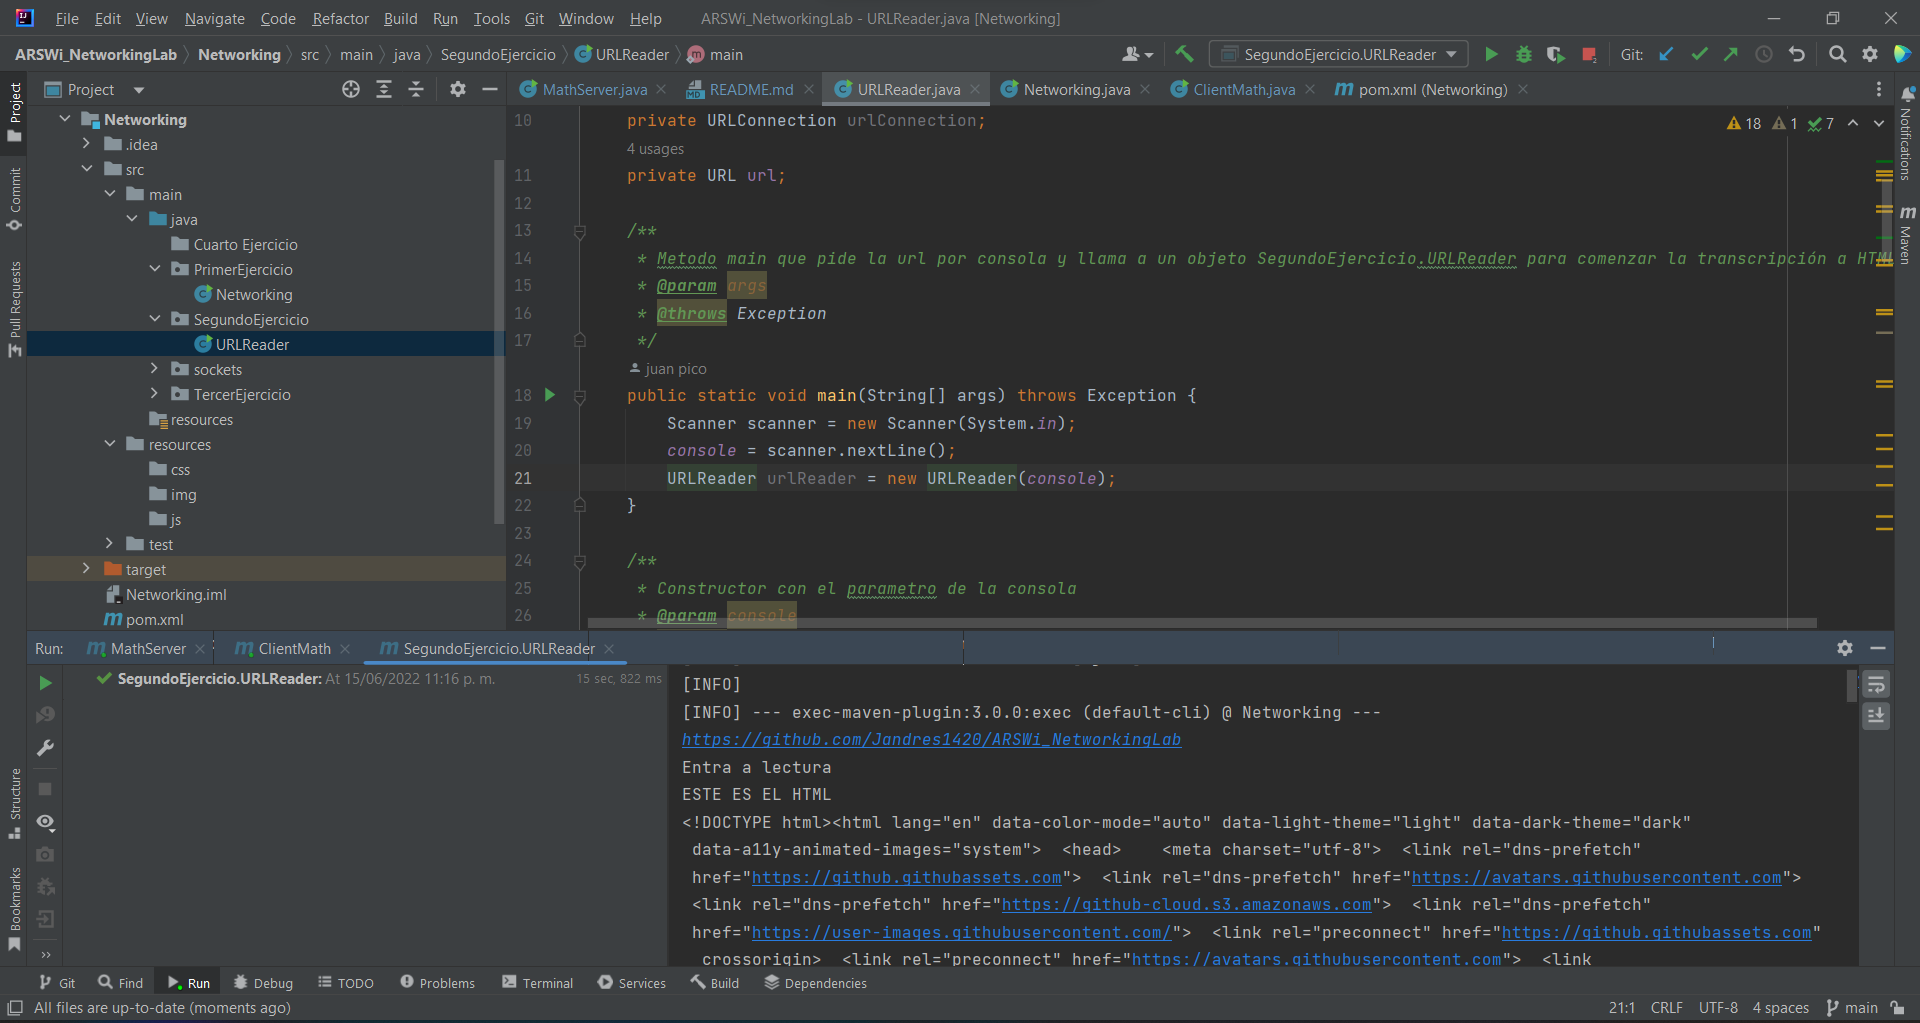 File Edit View Navigate Code Refactor Build Run Tools Git Window Help ARSWi_NetworkingLab - URLReader.java [Networking]
ARSWi_NetworkingLab Networking src main java SegundoEjercicio URLReader main SegundoEjercicio.URLReader Git:
Project MathServer.java README.md URLReader.java Networking.java ClientMath.java pom.xml (Networking)
Project
Commit
Pull Requests
Structure
Bookmarks
Networking
.idea
src
main
java
Cuarto Ejercicio
PrimerEjercicio
Networking
SegundoEjercicio
URLReader
sockets
TercerEjercicio
resources
resources
css
img
js
test
target
Networking.iml
pom.xml
18 1 7
10 private URLConnection urlConnection;
4 usages
11 private URL url;
12
13 /**
14 * Metodo main que pide la url por consola y llama a un objeto SegundoEjercicio.URLReader para comenzar la transcripción a HTML
15 * @param args
16 * @throws Exception
17 */
juan pico
18 public static void main(String[] args) throws Exception {
19 Scanner scanner = new Scanner(System.in);
20 console = scanner.nextLine();
21 URLReader urlReader = new URLReader(console);
22 }
23
24 /**
25 * Constructor con el parametro de la consola
26 * @param console
Notifications
Maven
Run: MathServer ClientMath SegundoEjercicio.URLReader
SegundoEjercicio.URLReader: At 15/06/2022 11:16 p. m. 15 sec, 822 ms
[INFO]
[INFO] --- exec-maven-plugin:3.0.0:exec (default-cli) @ Networking ---
https://github.com/Jandres1420/ARSWi_NetworkingLab
Entra a lectura
ESTE ES EL HTML
<!DOCTYPE html><html lang="en" data-color-mode="auto" data-light-theme="light" data-dark-theme="dark"
data-a11y-animated-images="system"> <head> <meta charset="utf-8"> <link rel="dns-prefetch"
href="https://github.githubassets.com"> <link rel="dns-prefetch" href="https://avatars.githubusercontent.com">
<link rel="dns-prefetch" href="https://github-cloud.s3.amazonaws.com"> <link rel="dns-prefetch"
href="https://user-images.githubusercontent.com/"> <link rel="preconnect" href="https://github.githubassets.com"
crossorigin> <link rel="preconnect" href="https://avatars.githubusercontent.com"> <link
Git Find Run Debug TODO Problems Terminal Services Build Dependencies
All files are up-to-date (moments ago) 21:1 CRLF UTF-8 4 spaces main